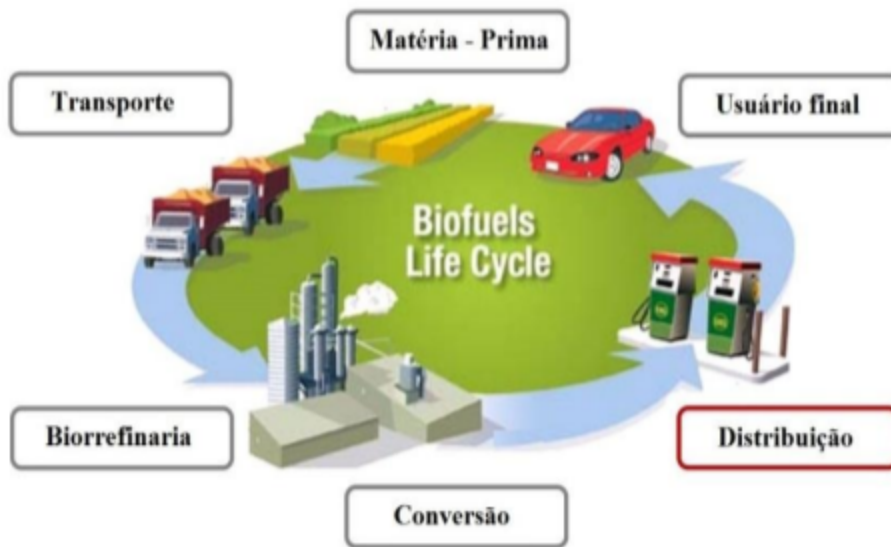 Matéria - Prima
Transporte
Usuário final
Biofuels
Life Cycle
Biorrefinaria
Distribuição
Conversão